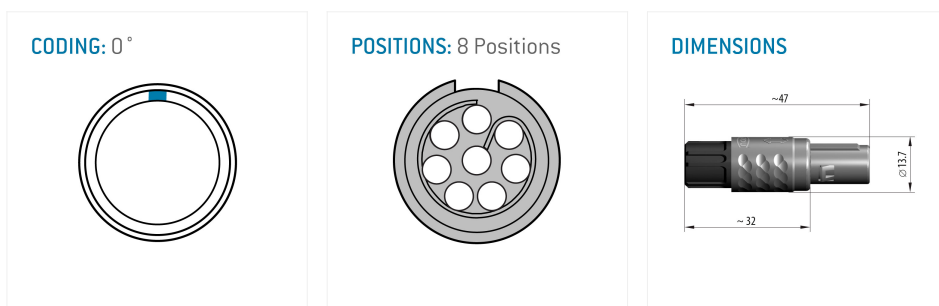 CODING: 0°
POSITIONS: 8 Positions
DIMENSIONS
~47
⌀13.7
~ 32